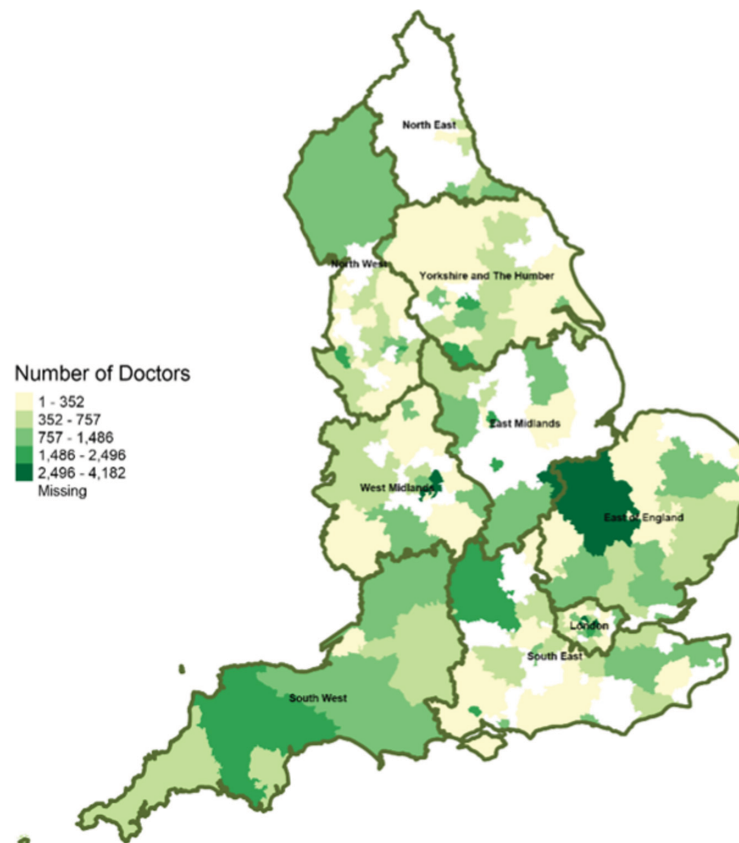 North East
North West
Yorkshire and The Humber
Number of Doctors
1 - 352
352 - 757
757 - 1,486
1,486 - 2,496
2,496 - 4,182
Missing
East Midlands
West Midlands
East of England
London
South East
South West